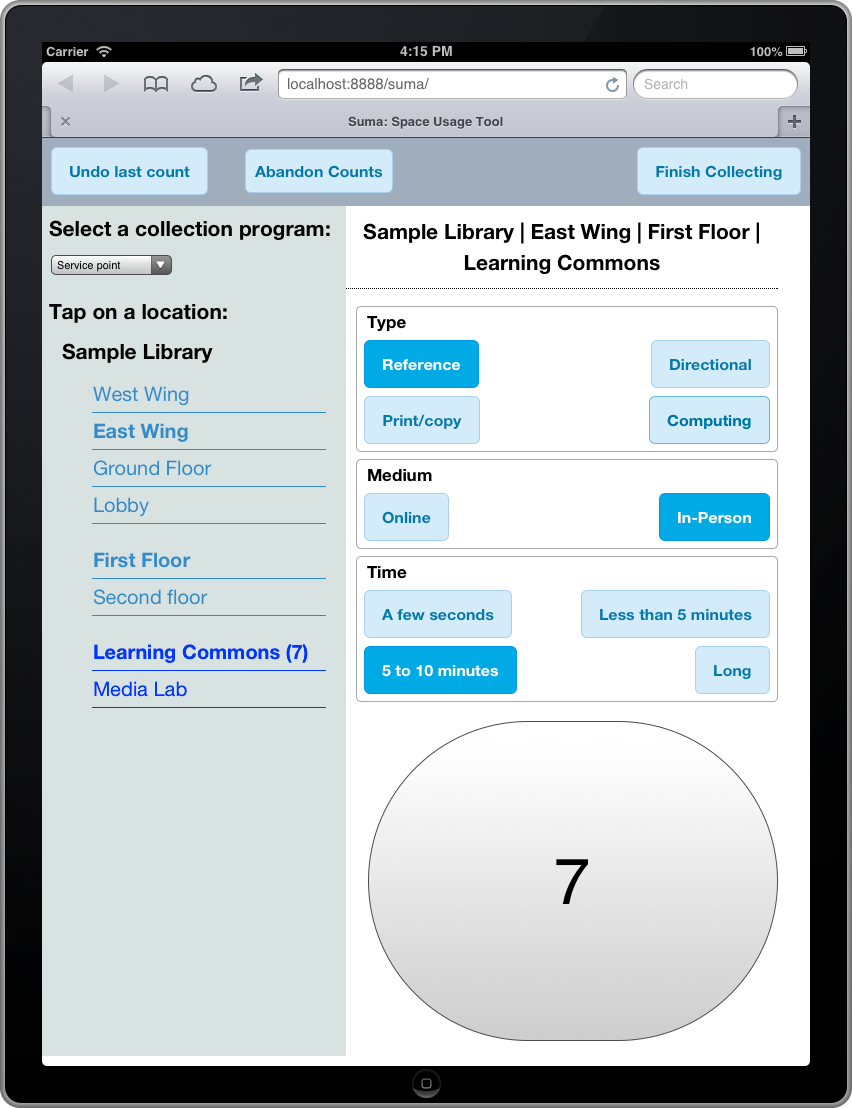 Carrier 4:15 PM 100%
localhost:8888/suma/ Search
Suma: Space Usage Tool
Undo last count Abandon Counts Finish Collecting
Select a collection program:
Service point
Tap on a location:
Sample Library
West Wing
East Wing
Ground Floor
Lobby
First Floor
Second floor
Learning Commons (7)
Media Lab
Sample Library | East Wing | First Floor |
Learning Commons
Type
Reference Directional
Print/copy Computing
Medium
Online In-Person
Time
A few seconds Less than 5 minutes
5 to 10 minutes Long
7